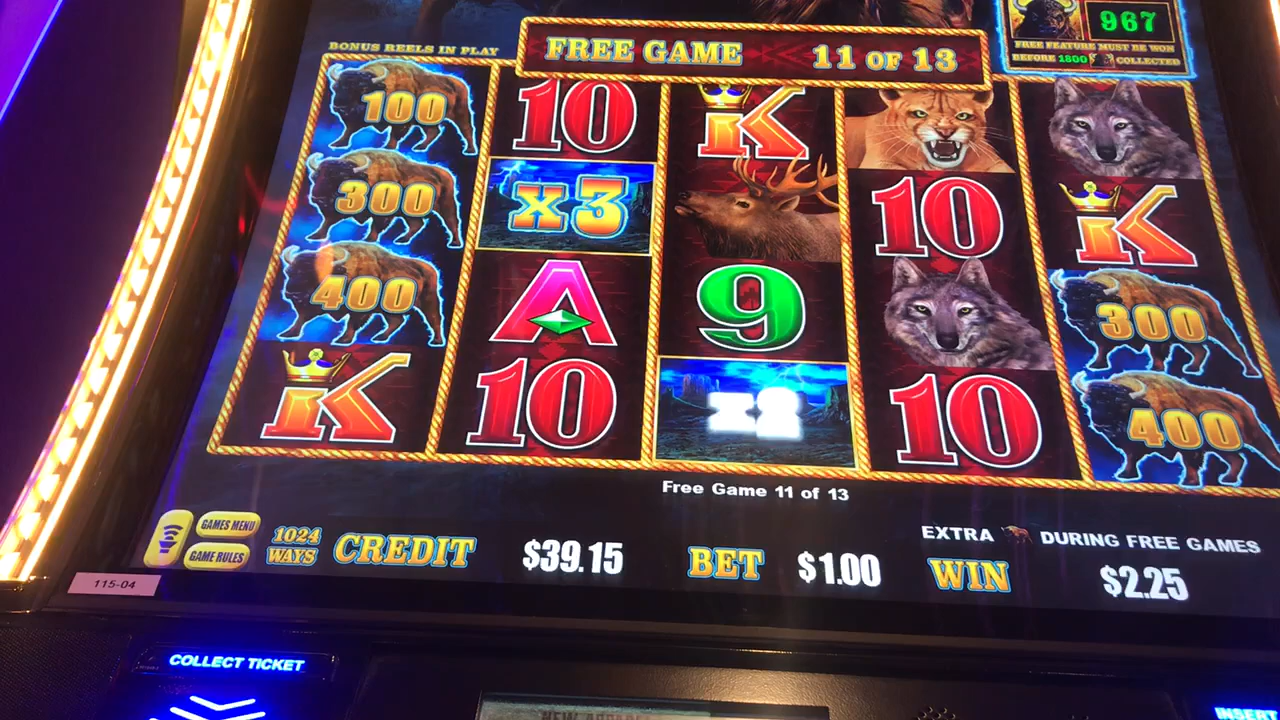 BONUS REELS IN PLAY
FREE GAME 11 OF 13
967
FREE FEATURE MUST BE WON
BEFORE 1800 COLLECTED
100 10 K
300 x3 10 K
400 A 9 300
K 10 10 400
Free Game 11 of 13
GAMES MENU
GAME RULES
1024
WAYS
CREDIT $39.15 BET $1.00
EXTRA DURING FREE GAMES
WIN $2.25
115-04
COLLECT TICKET
INSERT